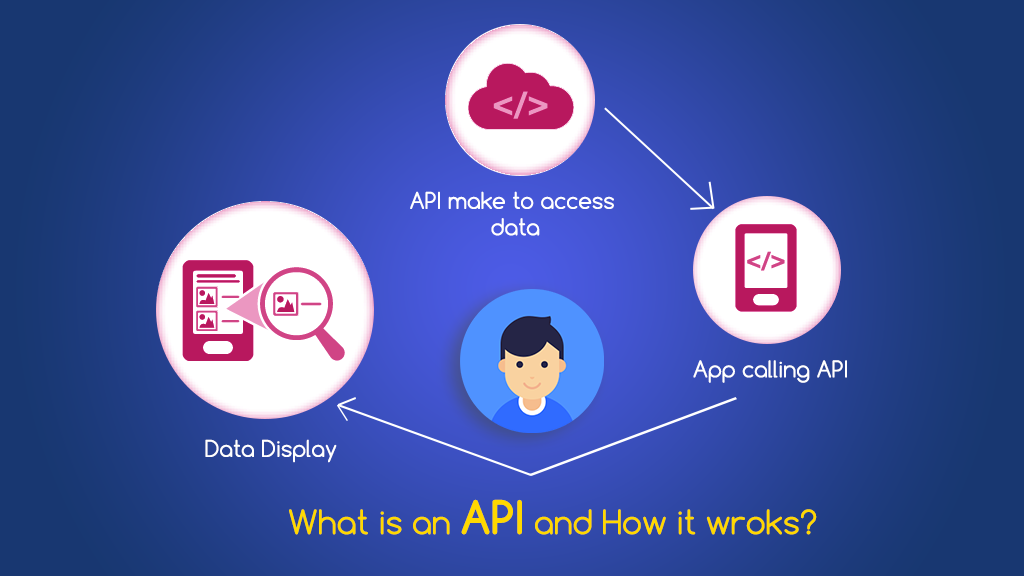 API make to access
data
</>
</>
App calling API
Data Display
What is an API and How it wroks?